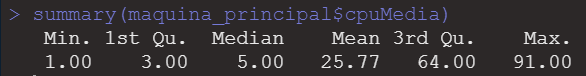 > summary(maquina_principal$cpuMedia)
Min. 1st Qu. Median Mean 3rd Qu. Max.
1.00 3.00 5.00 25.77 64.00 91.00